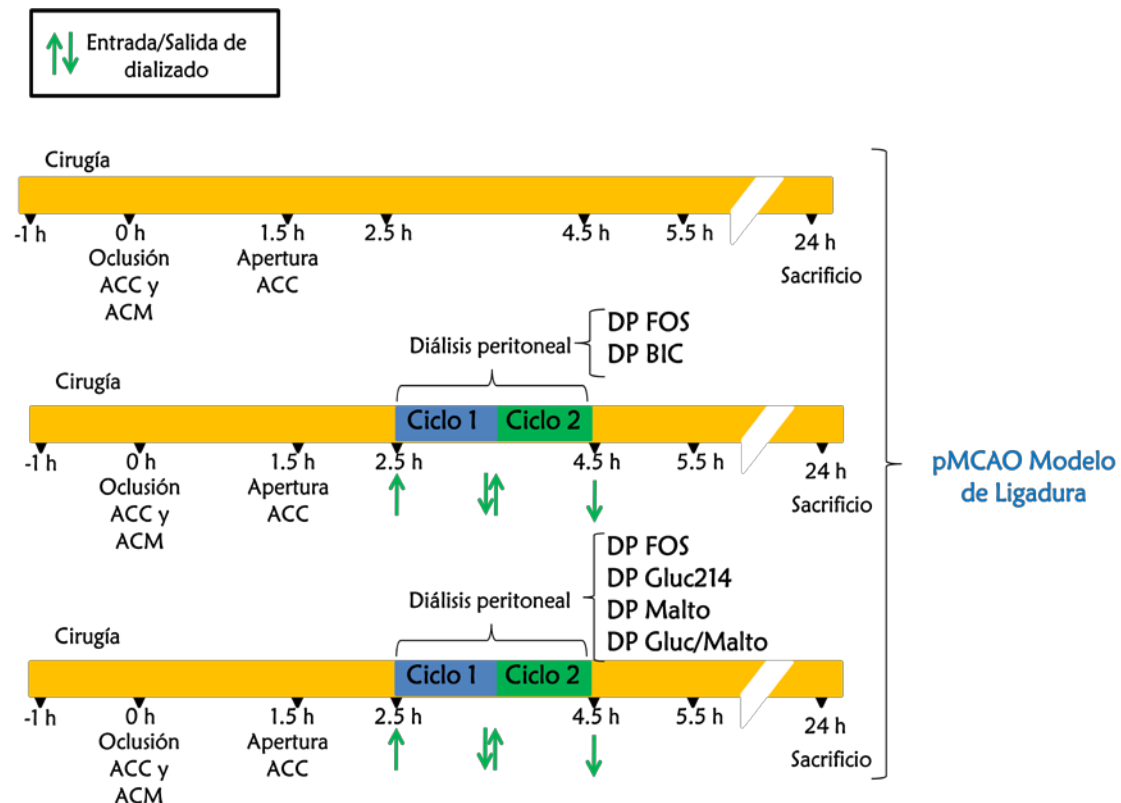 Entrada/Salida de
dializado
Cirugía
-1 h
0 h
1.5 h
2.5 h
4.5 h
5.5 h
24 h
Oclusión
ACC y
ACM
Apertura
ACC
Sacrificio
Diálisis peritoneal
DP FOS
DP BIC
Cirugía
Ciclo 1
Ciclo 2
-1 h
0 h
1.5 h
2.5 h
4.5 h
5.5 h
24 h
Oclusión
ACC y
ACM
Apertura
ACC
Sacrificio
pMCAO Modelo
de Ligadura
Diálisis peritoneal
DP FOS
DP Gluc214
DP Malto
DP Gluc/Malto
Cirugía
Ciclo 1
Ciclo 2
-1 h
0 h
1.5 h
2.5 h
4.5 h
5.5 h
24 h
Oclusión
ACC y
ACM
Apertura
ACC
Sacrificio